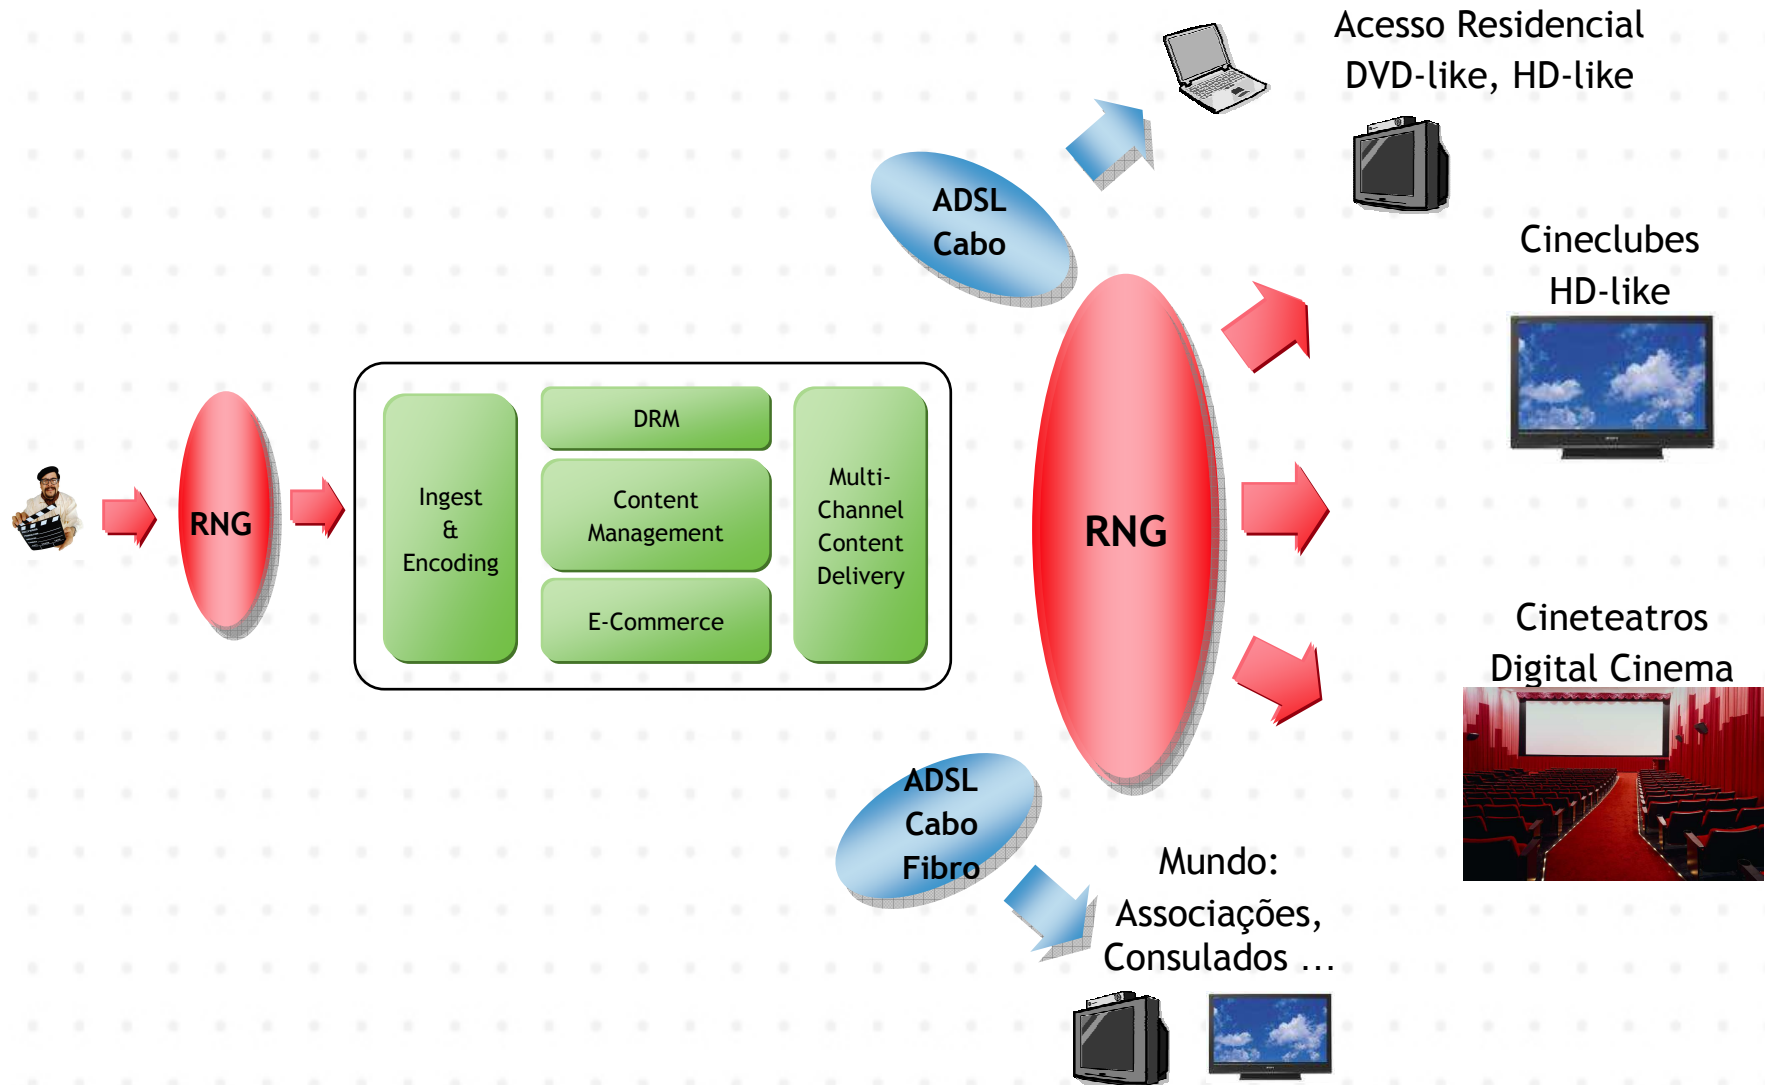 Acesso Residencial
DVD-like, HD-like
ADSL
Cabo
Cineclubes
HD-like
RNG
Ingest
&
Encoding
DRM
Content
Management
E-Commerce
Multi-
Channel
Content
Delivery
RNG
Cineteatros
Digital Cinema
ADSL
Cabo
Fibro
Mundo:
Associações,
Consulados ...